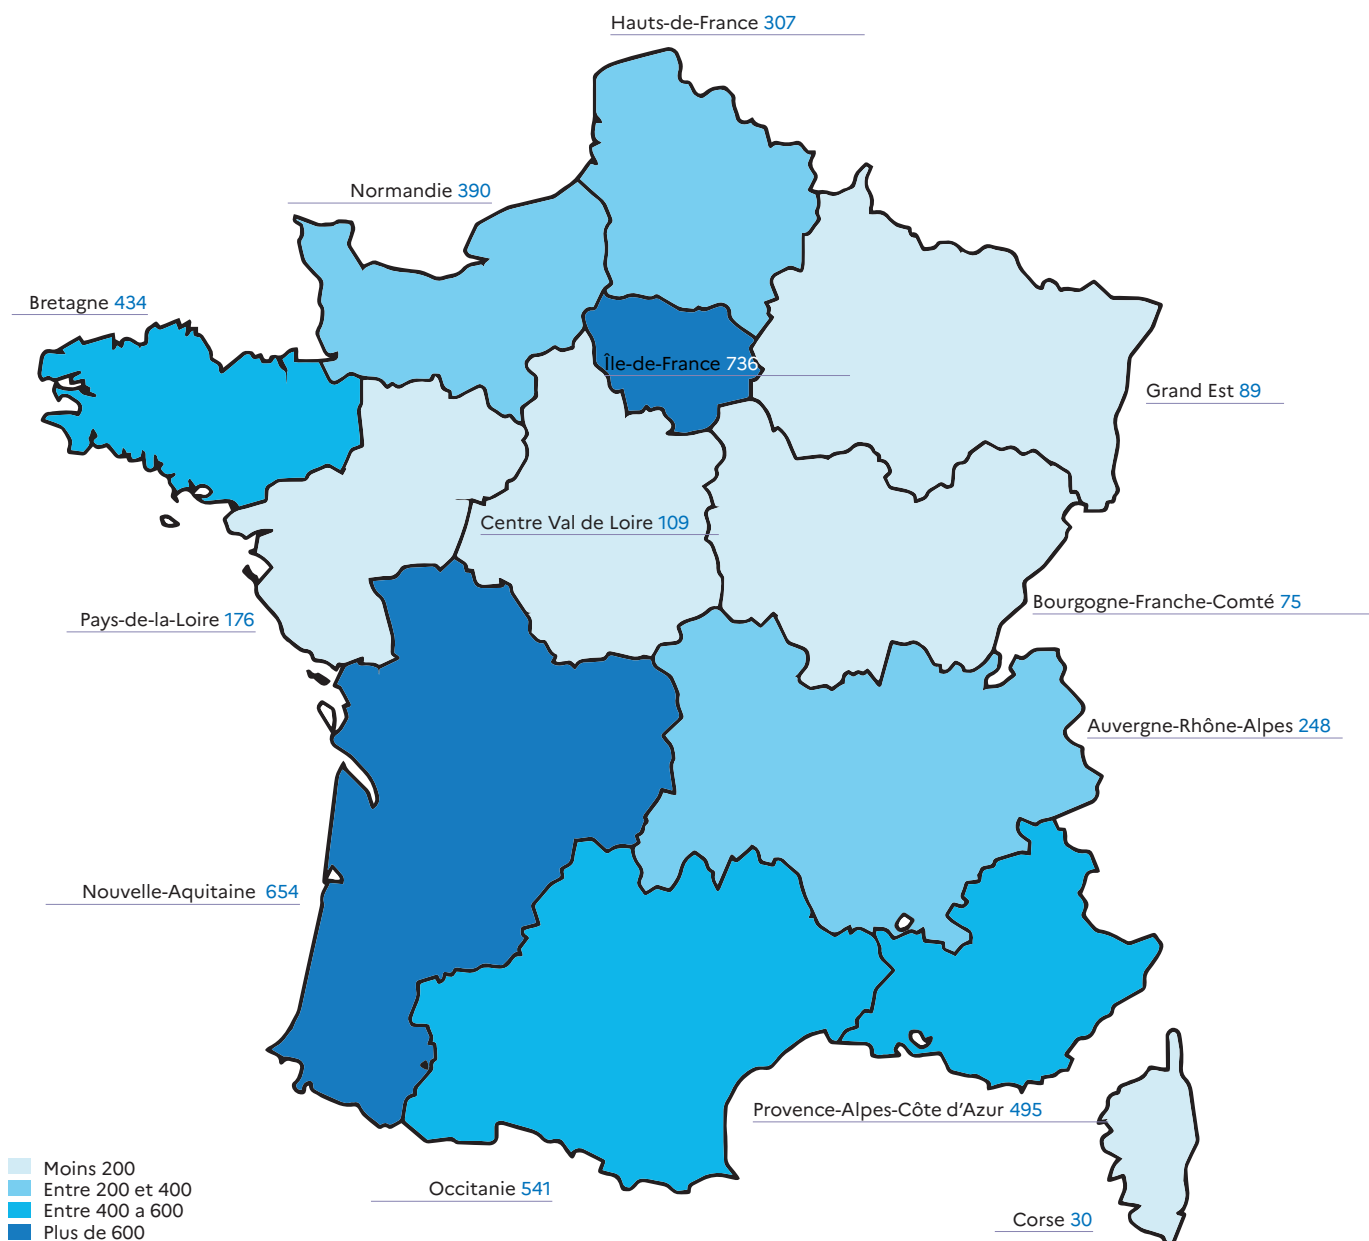 Hauts-de-France 307
Normandie 390
Bretagne 434
Île-de-France 736
Grand Est 89
Centre Val de Loire 109
Bourgogne-Franche-Comté 75
Pays-de-la-Loire 176
Auvergne-Rhône-Alpes 248
Nouvelle-Aquitaine 654
Provence-Alpes-Côte d'Azur 495
Occitanie 541
Corse 30
Moins 200
Entre 200 et 400
Entre 400 a 600
Plus de 600